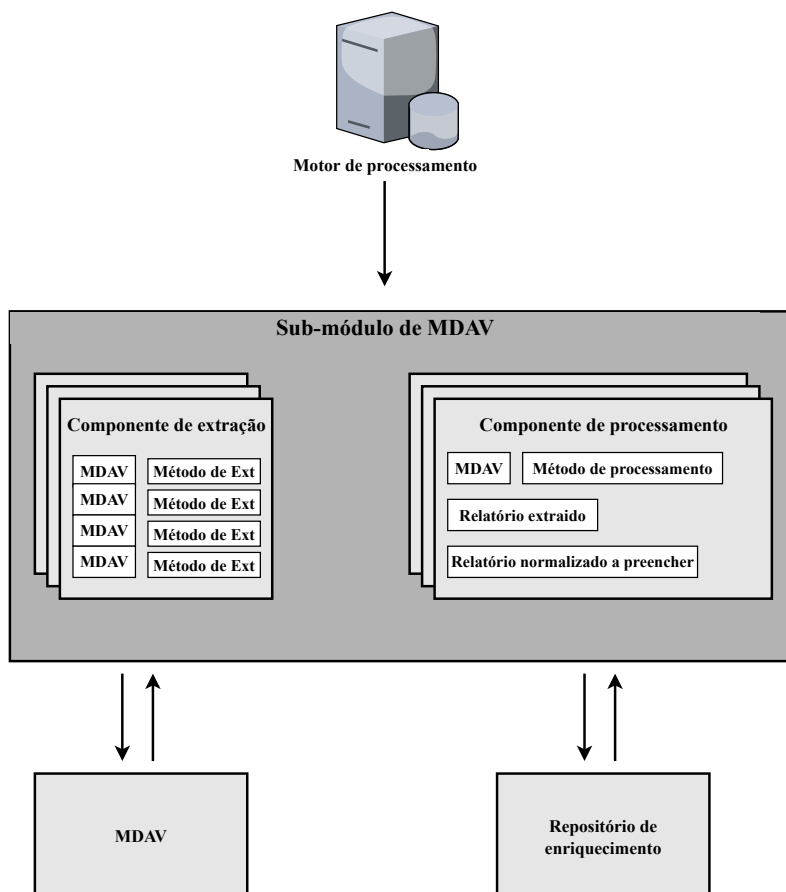 Motor de processamento
Sub-módulo de MDAV
Componente de extração
MDAV
Método de Ext
MDAV
Método de Ext
MDAV
Método de Ext
MDAV
Método de Ext
Componente de processamento
MDAV
Método de processamento
Relatório extraido
Relatório normalizado a preencher
MDAV
Repositório de
enriquecimento